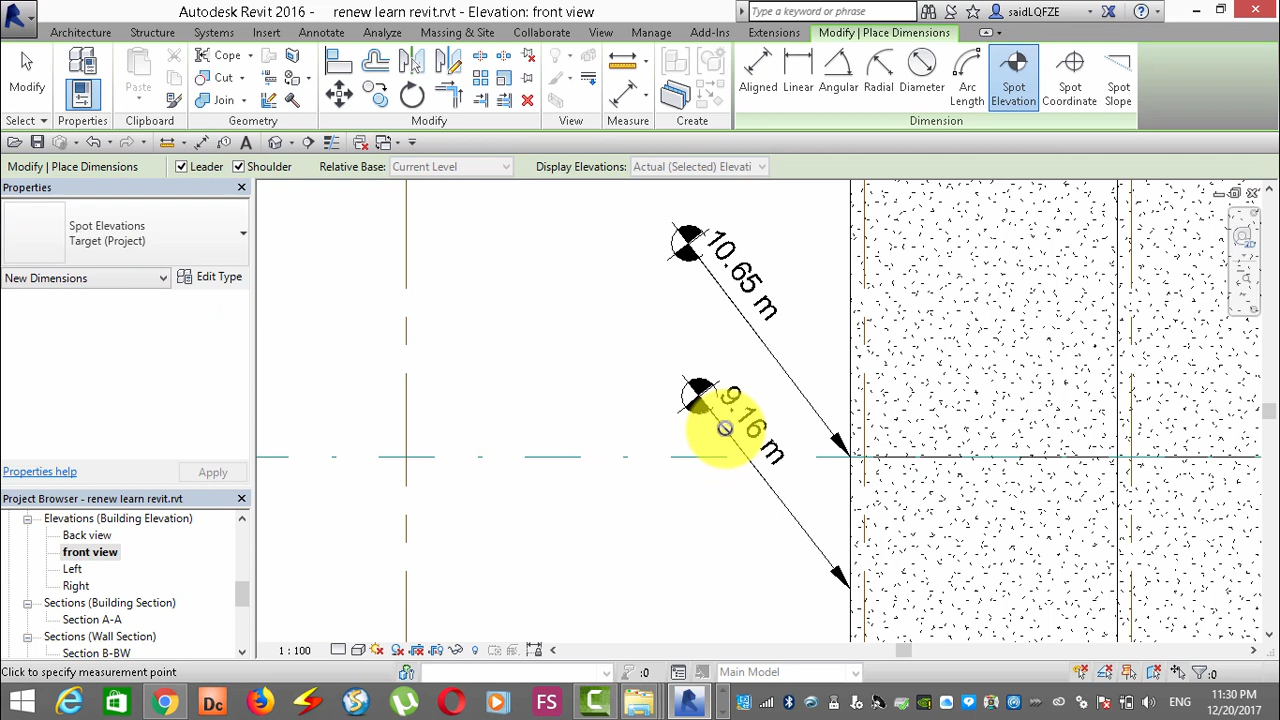 Autodesk Revit 2016 - renew learn revit.rvt - Elevation: front view
Type a keyword or phrase
saidLQFZE
Architecture Structure Systems Insert Annotate Analyze Massing & Site Collaborate View Manage Add-Ins Extensions Modify | Place Dimensions
Modify
Paste
Cope
Cut
Join
Aligned Linear Angular Radial Diameter Arc Length Spot Elevation Spot Coordinate Spot Slope
Select Properties Clipboard Geometry Modify View Measure Create Dimension
Modify | Place Dimensions Leader Shoulder Relative Base: Current Level Display Elevations: Actual (Selected) Elevati
Properties
Spot Elevations
Target (Project)
New Dimensions Edit Type
10.65 m
9.16 m
Properties help Apply
Project Browser - renew learn revit.rvt
Elevations (Building Elevation)
Back view
front view
Left
Right
Sections (Building Section)
Section A-A
Sections (Wall Section)
Section B-BW
1 : 100
Click to specify measurement point :0 Main Model :0
Dc FS ENG
11:30 PM
12/20/2017